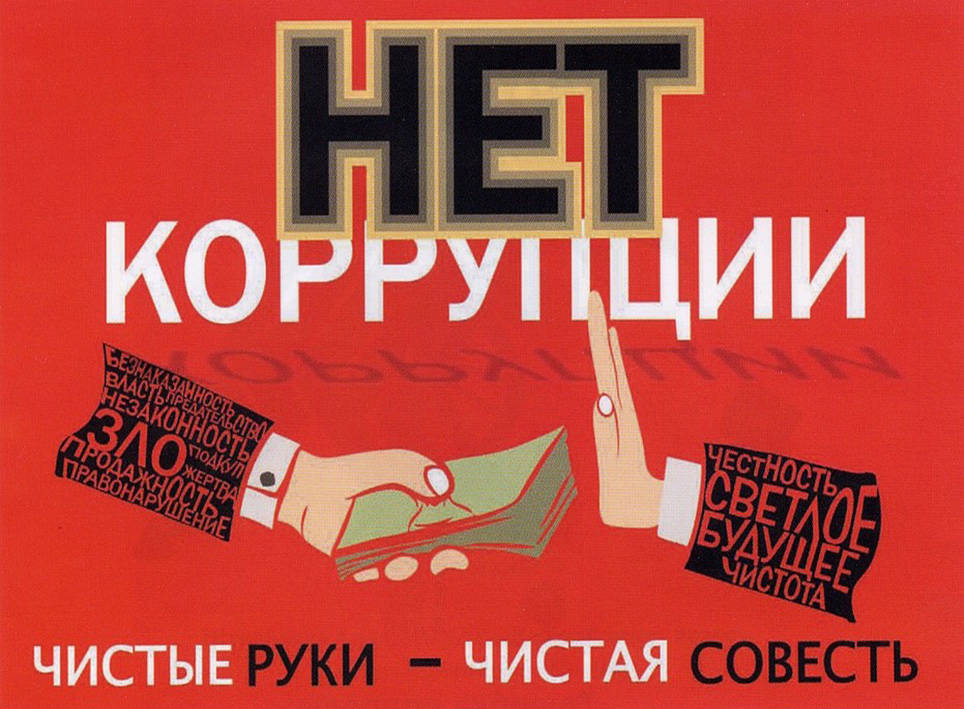 НЕТ
КОРРУПЦИИ
КОРРУПЦИИ
БЕЗНАКАЗАННОСТЬ
ВЛАСТЬ ПРЕДАТЕЛЬСТВО
НЕЗАКОННОСТЬ
ЗЛО ПОДКУП
ЖЕРТВА
ПРОДАЖНОСТЬ
ПРАВОНАРУШЕНИЕ
ЧЕСТНОСТЬ
СВЕТЛОЕ
БУДУЩЕЕ
ЧИСТОТА
ЧИСТЫЕ РУКИ – ЧИСТАЯ СОВЕСТЬ